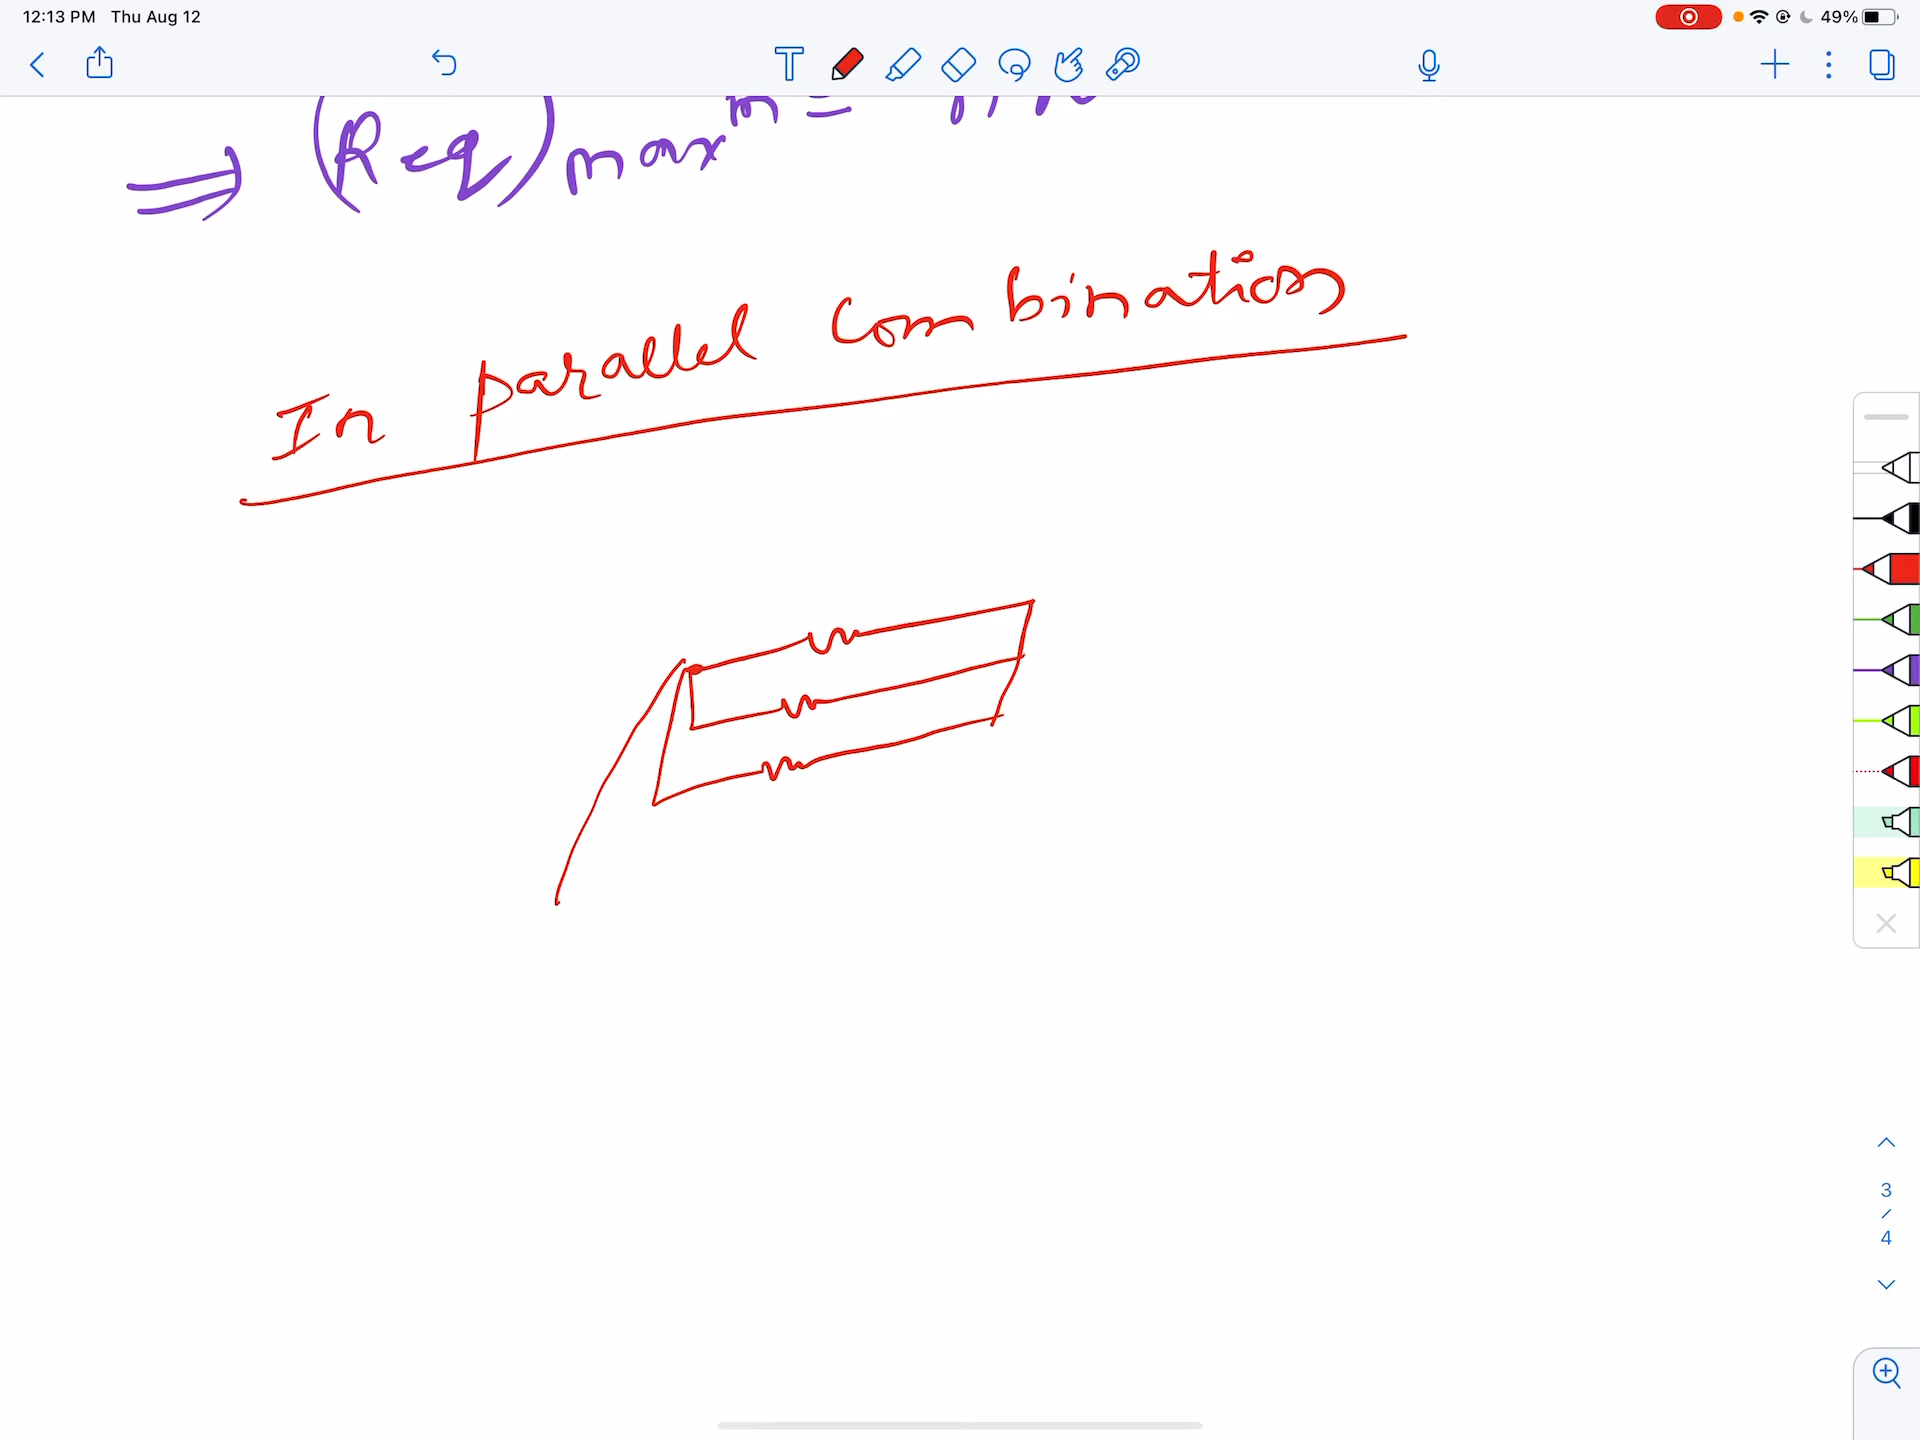 12:13 PM Thu Aug 12 49%
T
⇒ (Req)max
In parallel combination
3
/
4